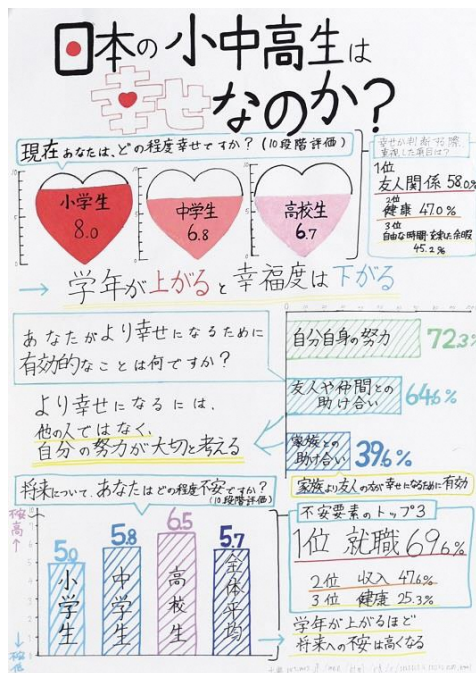 日本の小中高生は
幸せなのか?
現在あなたは、どの程度幸せですか?(10段階評価)
小学生
8.0
中学生
6.8
高校生
6.7
幸せか判断する際、
重視した項目は?
1位
友人関係 58.0%
2位
健康 47.0%
3位
自由な時間・充実した余暇
45.2%
→ 学年が上がると幸福度は下がる
あなたがより幸せになるために
有効的なことは何ですか?
自分自身の努力 72.3%
友人や仲間との
助け合い 64.6%
家族との
助け合い 39.6%
より幸せになるには、
他の人ではなく、
自分の努力が大切と考える
家族より友人の方が幸せになるために有効
将来について、あなたはどの程度不安ですか?
(10段階評価)
不安
高↑
5.0
小学生
5.8
中学生
6.5
高校生
5.7
全体平均
↓
不安
低
不安要素のトップ3
1位 就職 69.6%
2位 収入 47.6%
3位 健康 25.3%
学年が上がるほど
→ 将来への不安は高くなる